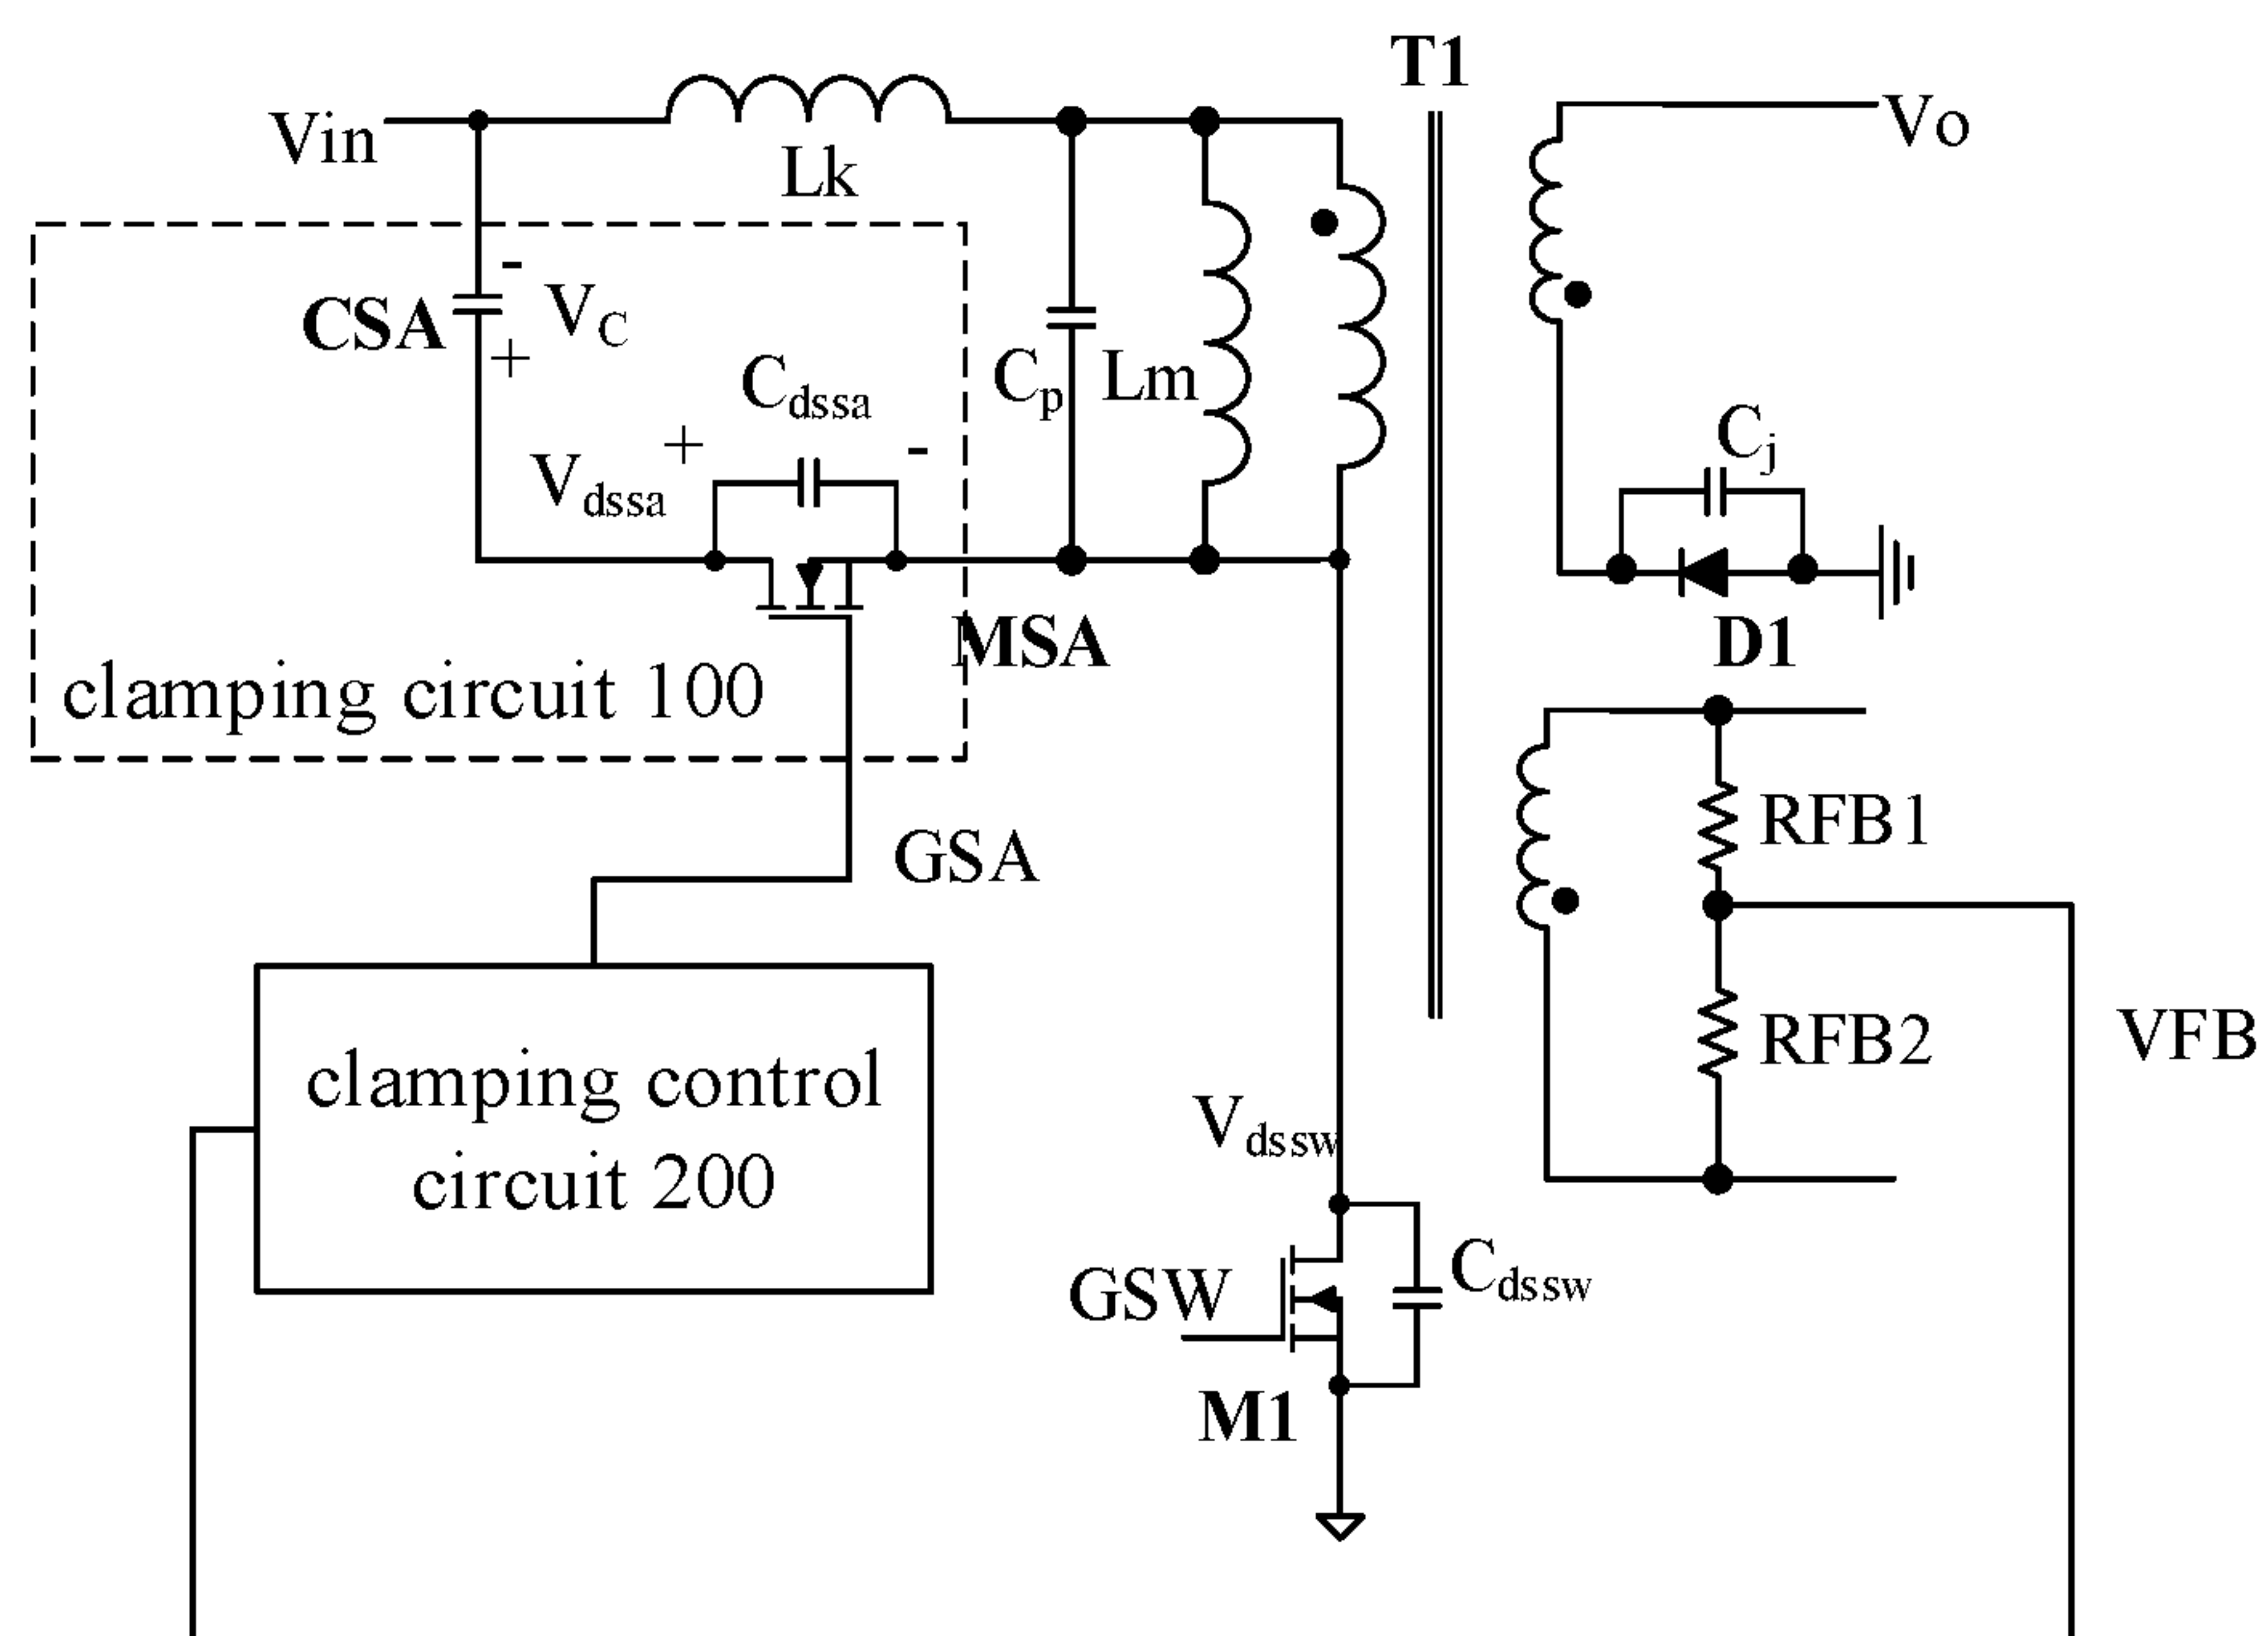 T1
Vin
Vo
Lk
-
CSA
VC
+
Cdssa
Cp
Lm
Cj
Vdssa
+
-
MSA
D1
clamping circuit 100
RFB1
GSA
clamping control
circuit 200
RFB2
VFB
Vdssw
GSW
Cdssw
M1